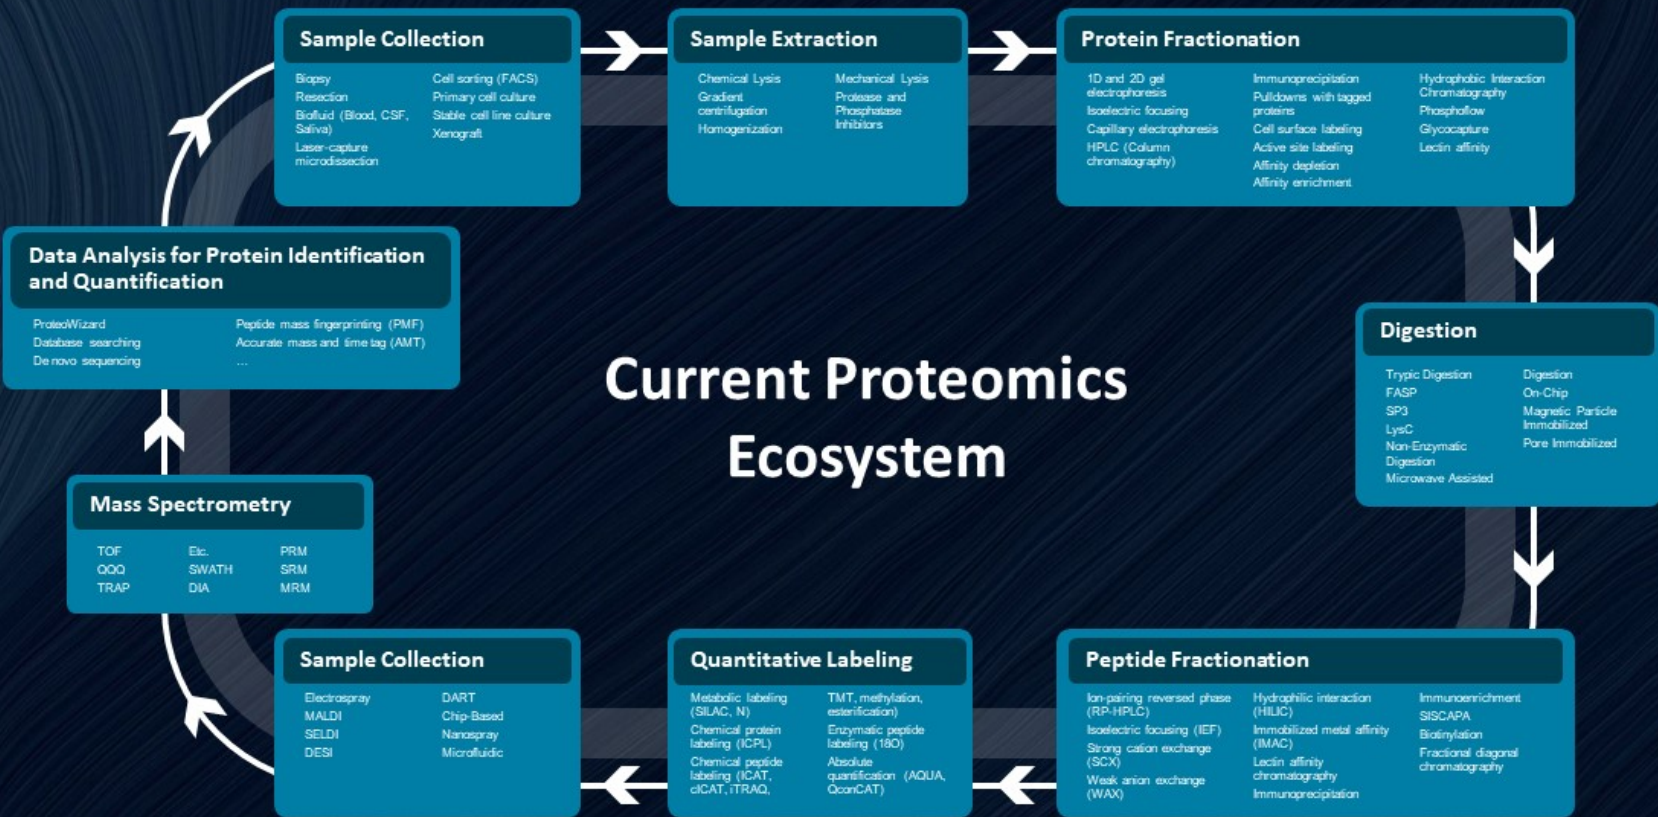 Sample Collection
Biopsy
Resection
Biofluid (Blood, CSF,
Saliva)
Laser-capture
microdissection
Cell sorting (FACS)
Primary cell culture
Stable cell line culture
Xenograft
Sample Extraction
Chemical Lysis
Gradient
centrifugation
Homogenization
Mechanical Lysis
Protease and
Phosphatase
Inhibitors
Protein Fractionation
1D and 2D gel
electrophoresis
Isoelectric focusing
Capillary electrophoresis
HPLC (Column
chromatography)
Immunoprecipitation
Pulldowns with tagged
proteins
Cell surface labeling
Active site labeling
Affinity depletion
Affinity enrichment
Hydrophobic Interaction
Chromatography
Phosphoflow
Glycocapture
Lectin affinity
Data Analysis for Protein Identification
and Quantification
ProteoWizard
Database searching
De novo sequencing
Peptide mass fingerprinting (PMF)
Accurate mass and time tag (AMT)
...
Current Proteomics
Ecosystem
Digestion
Trypic Digestion
FASP
SP3
LysC
Non-Enzymatic
Digestion
Microwave Assisted
Digestion
On-Chip
Magnetic Particle
Immobilized
Pore Immobilized
Mass Spectrometry
TOF
QQQ
TRAP
Etc.
SWATH
DIA
PRM
SRM
MRM
Sample Collection
Electrospray
MALDI
SELDI
DESI
DART
Chip-Based
Nanospray
Microfluidic
Quantitative Labeling
Metabolic labeling
(SILAC, N)
Chemical protein
labeling (ICPL)
Chemical peptide
labeling (ICAT,
cICAT, iTRAQ,
TMT, methylation,
esterification)
Enzymatic peptide
labeling (18O)
Absolute
quantification (AQUA,
QconCAT)
Peptide Fractionation
Ion-pairing reversed phase
(RP-HPLC)
Isoelectric focusing (IEF)
Strong cation exchange
(SCX)
Weak anion exchange
(WAX)
Hydrophilic interaction
(HILIC)
Immobilized metal affinity
(IMAC)
Lectin affinity
chromatography
Immunoprecipitation
Immunoenrichment
SISCAPA
Biotinylation
Fractional diagonal
chromatography